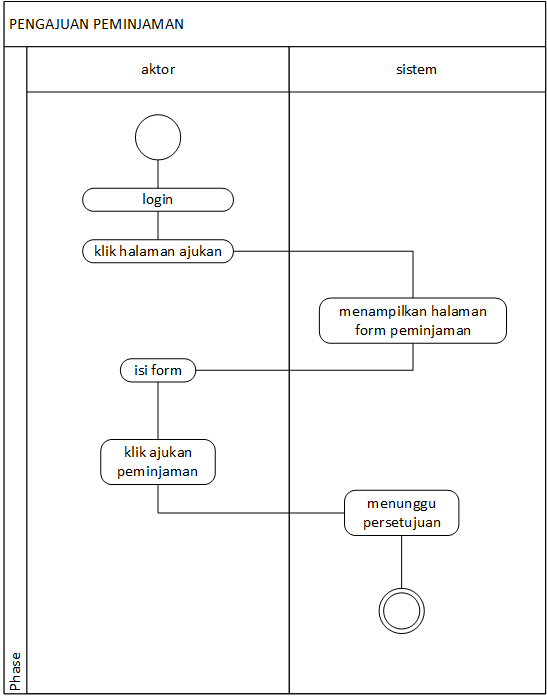 PENGAJUAN PEMINJAMAN
aktor
sistem
login
klik halaman ajukan
menampilkan halaman
form peminjaman
isi form
klik ajukan
peminjaman
menunggu
persetujuan
Phase